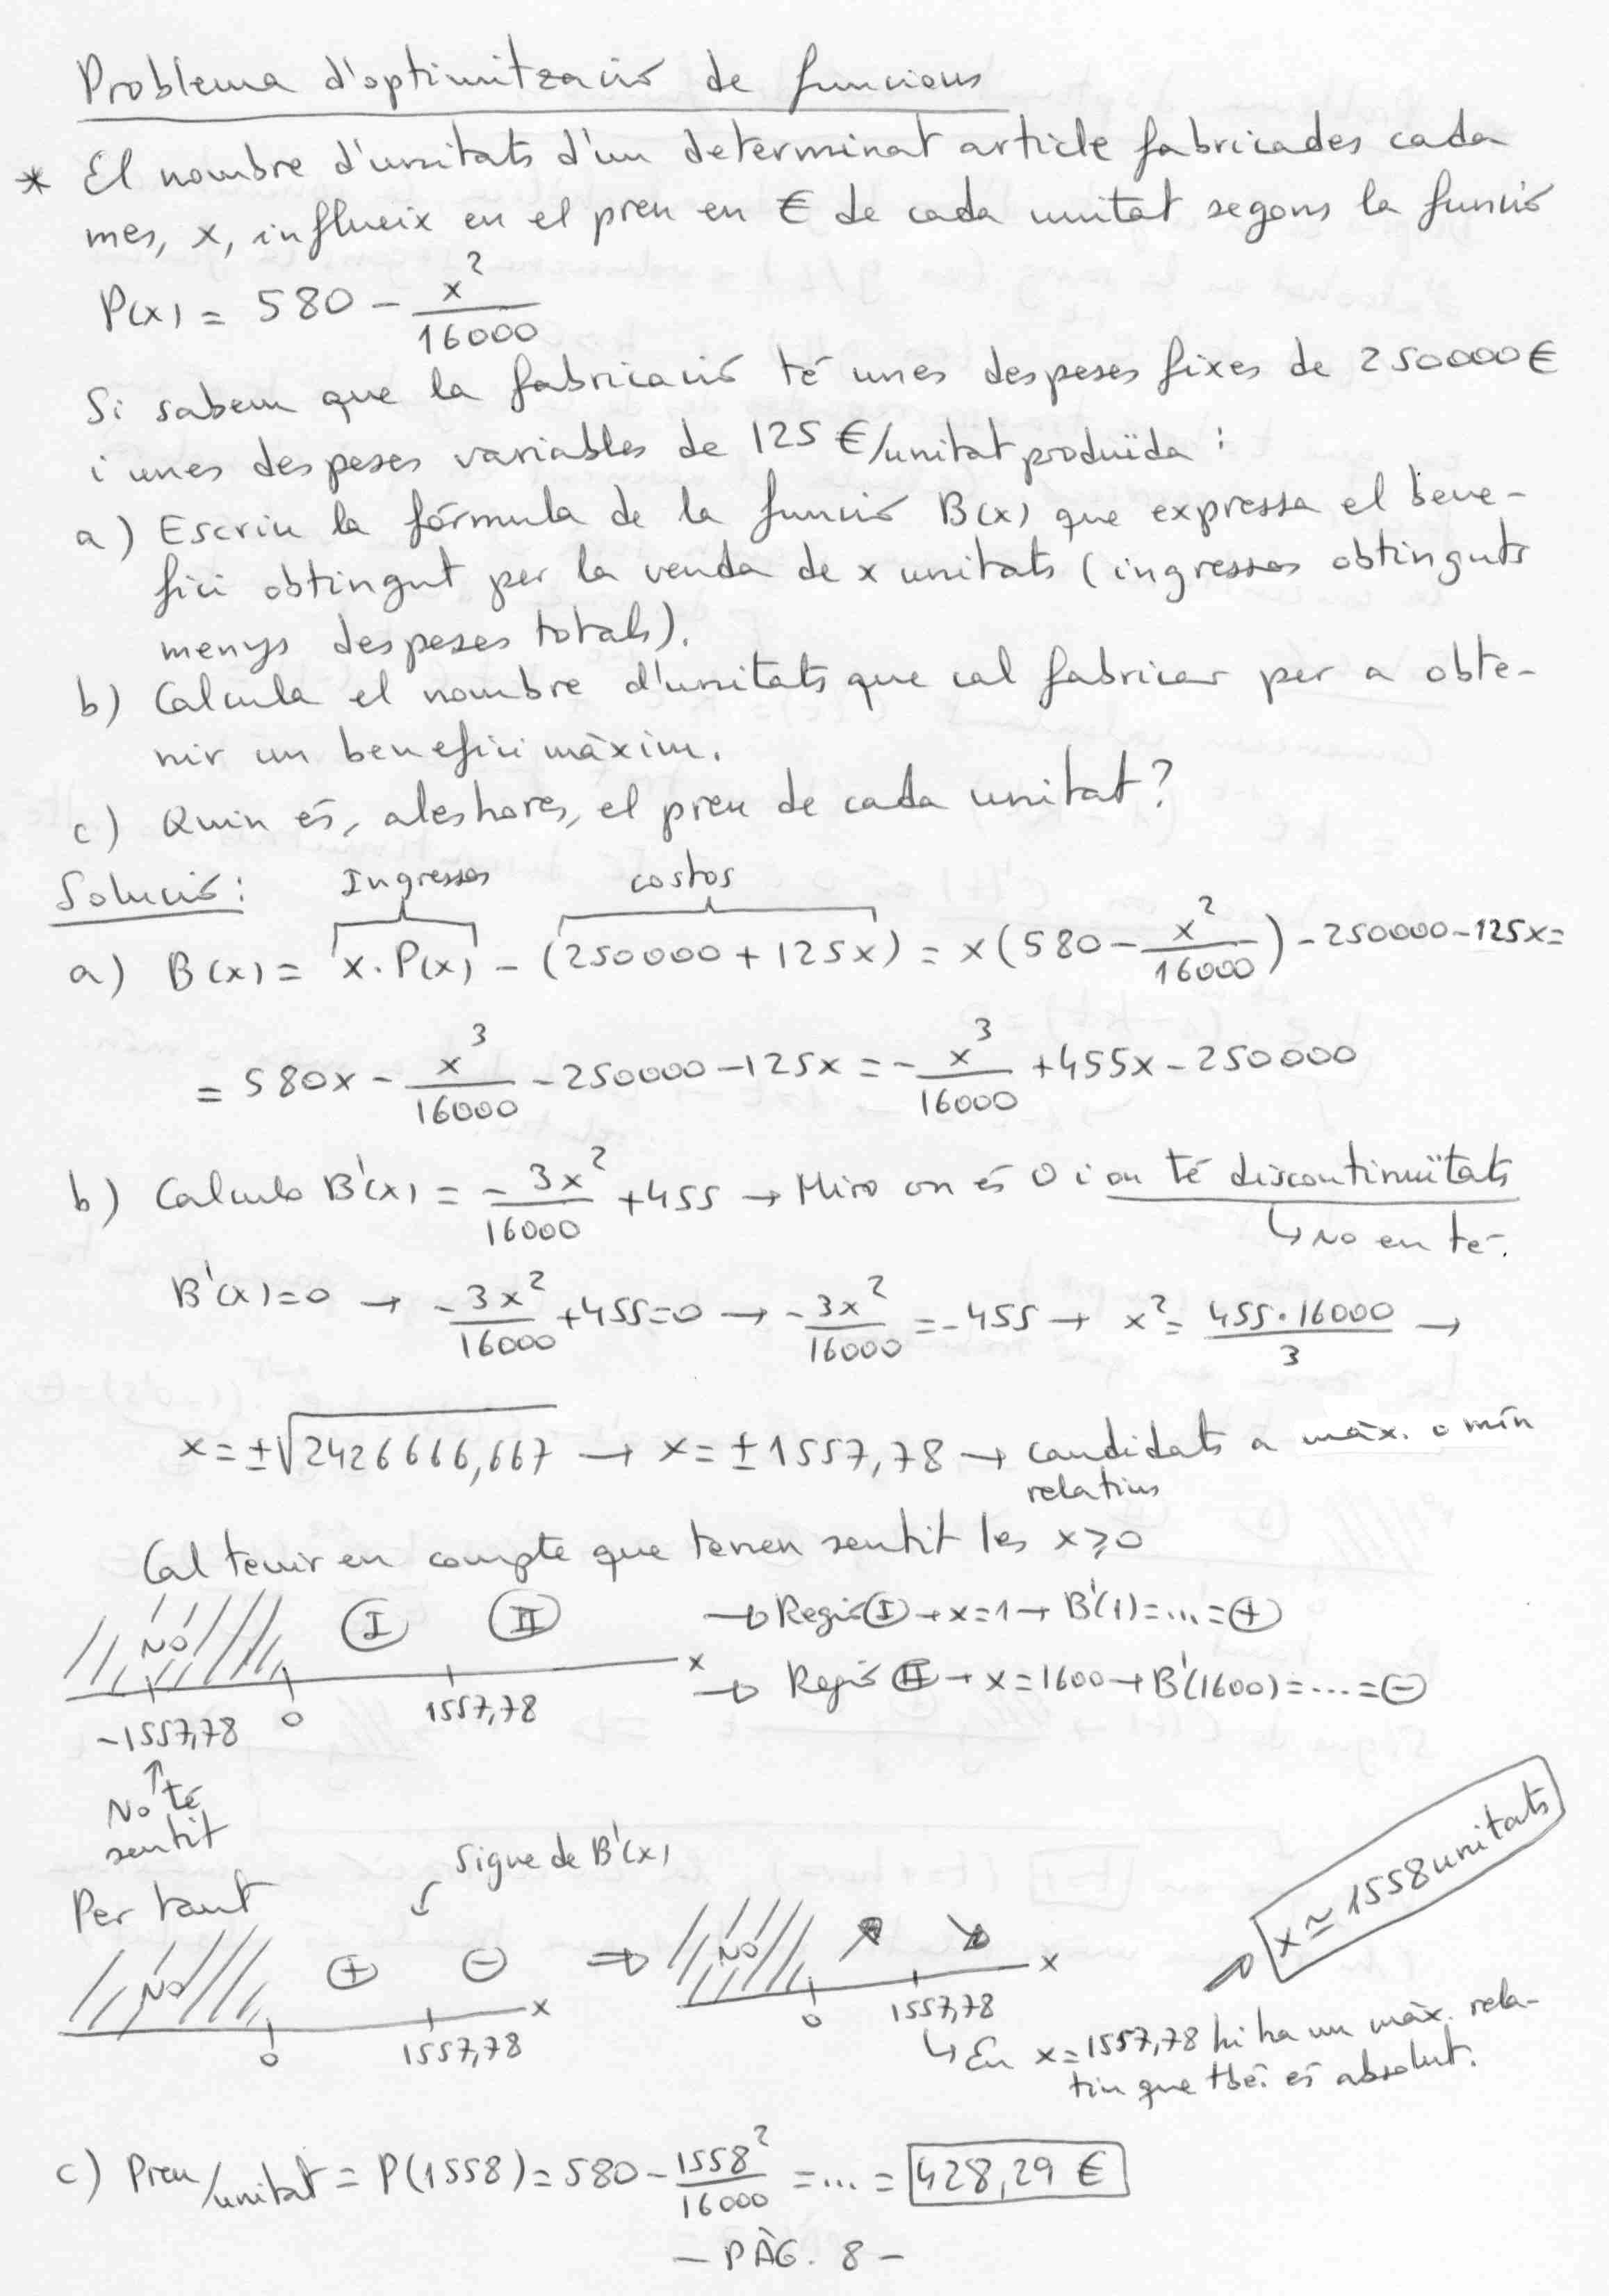 Problema d'optimització de funcions
* El nombre d'unitats d'un determinat article fabricades cada
mes, x, influeix en el preu en € de cada unitat segons la funció
P(x) = 580 - x²/16000
Si sabem que la fabricació té unes despeses fixes de 250000€
i unes despeses variables de 125 €/unitat produïda:
a) Escriu la fórmula de la funció B(x) que expressa el bene-
fici obtingut per la venda de x unitats (ingressos obtinguts
menys despeses totals).
b) Calcula el nombre d'unitats que cal fabricar per a obte-
nir un benefici màxim.
c) Quin és, aleshores, el preu de cada unitat?
Solució:
Ingressos costos
a) B(x) = x·P(x) - (250000 + 125x) = x(580 - x²/16000) - 250000 - 125x =
= 580x - x³/16000 - 250000 - 125x = - x³/16000 + 455x - 250000
b) Calculo B'(x) = - 3x²/16000 + 455 → Miro on és 0 i on té discontinuïtats
↳ No en té.
B'(x) = 0 → - 3x²/16000 + 455 = 0 → - 3x²/16000 = -455 → x² = 455·16000/3 →
x = ±√2426666,667 → x = ±1557,78 → candidats a màx. o mín
relatius
Cal tenir en compte que tenen sentit les x ≥ 0
NO I II → Regió I → x=1 → B'(1) = ... = +
x → Regió II → x=1600 → B'(1600) = ... = -
-1557,78 0 1557,78
↑
No té
sentit
Signe de B'(x)
Per tant
NO + - ⇒ NO ↗ ↘ x
x 0 1557,78
0 1557,78
↳ En x=1557,78 hi ha un màx. rela-
tiu que tbé. és absolut.
x ≃ 1558 unitats
c) Preu/unitat = P(1558) = 580 - 1558²/16000 = ... = 428,29 €
- PÀG. 8 -